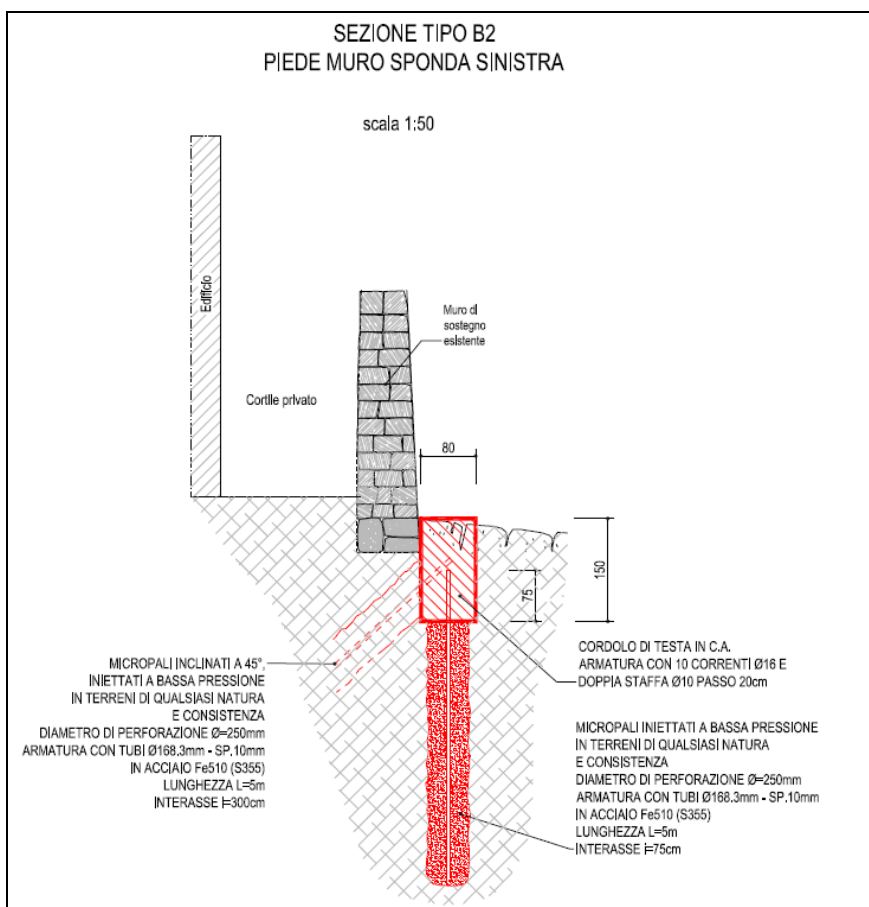 SEZIONE TIPO B2
PIEDE MURO SPONDA SINISTRA
scala 1:50
Edificio
Muro di
sostegno
esistente
Cortile privato
80
150
75
CORDOLO DI TESTA IN C.A.
ARMATURA CON 10 CORRENTI Ø16 E
DOPPIA STAFFA Ø10 PASSO 20cm
MICROPALI INCLINATI A 45°,
INIETTATI A BASSA PRESSIONE
IN TERRENI DI QUALSIASI NATURA
E CONSISTENZA
DIAMETRO DI PERFORAZIONE Ø=250mm
ARMATURA CON TUBI Ø168.3mm - SP.10mm
IN ACCIAIO Fe510 (S355)
LUNGHEZZA L=5m
INTERASSE i=300cm
MICROPALI INIETTATI A BASSA PRESSIONE
IN TERRENI DI QUALSIASI NATURA
E CONSISTENZA
DIAMETRO DI PERFORAZIONE Ø=250mm
ARMATURA CON TUBI Ø168.3mm - SP.10mm
IN ACCIAIO Fe510 (S355)
LUNGHEZZA L=5m
INTERASSE i=75cm